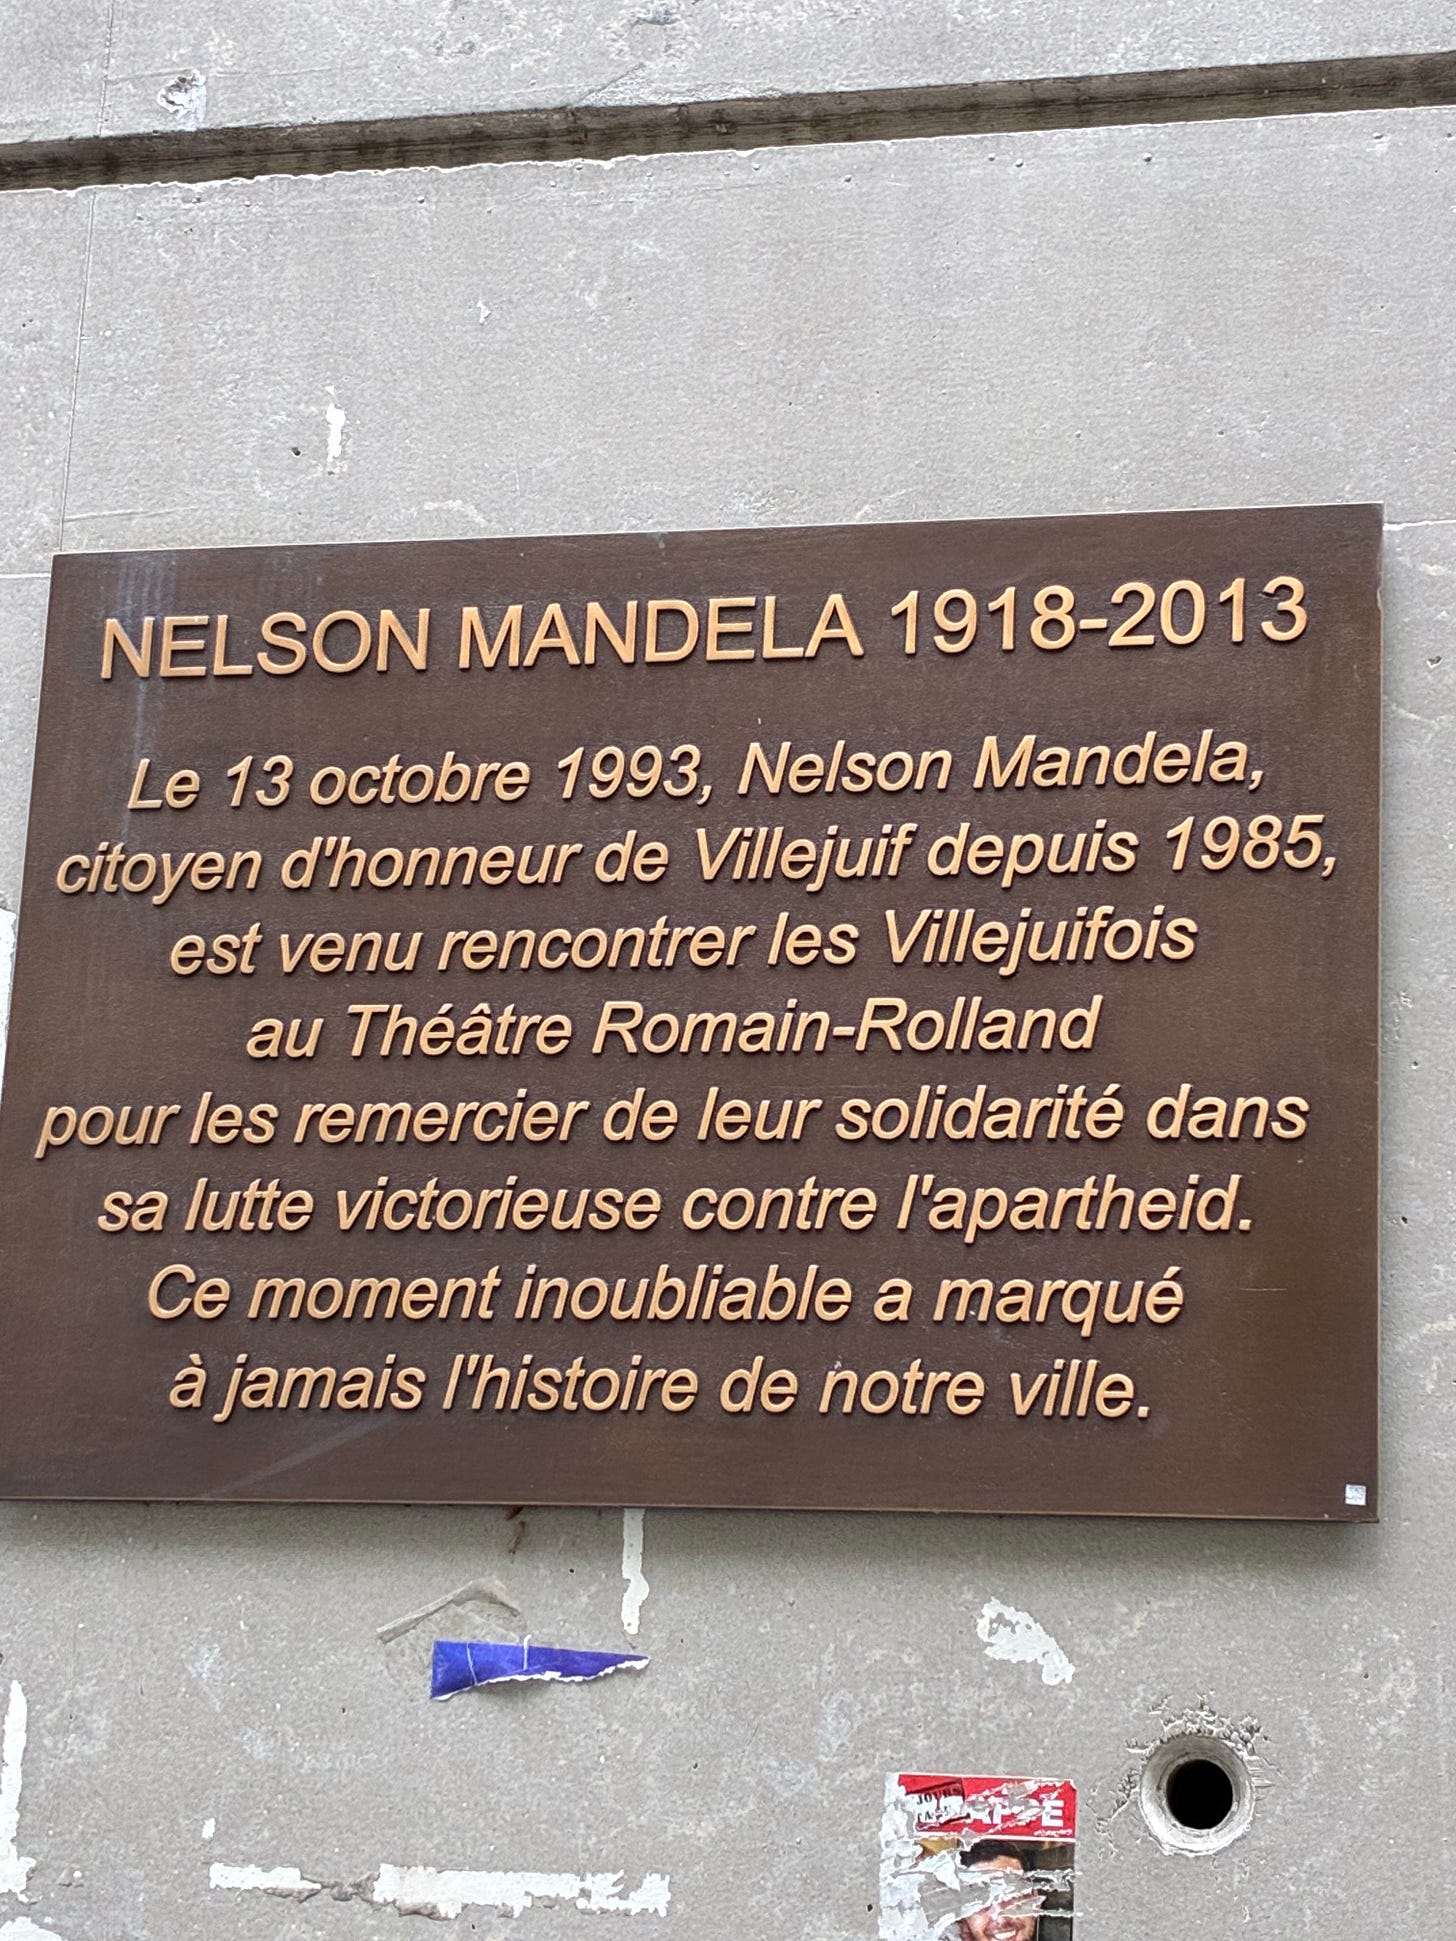 NELSON MANDELA 1918-2013
Le 13 octobre 1993, Nelson Mandela,
citoyen d'honneur de Villejuif depuis 1985,
est venu rencontrer les Villejuifois
au Théâtre Romain-Rolland
pour les remercier de leur solidarité dans
sa lutte victorieuse contre l'apartheid.
Ce moment inoubliable a marqué
à jamais l'histoire de notre ville.
JOURS